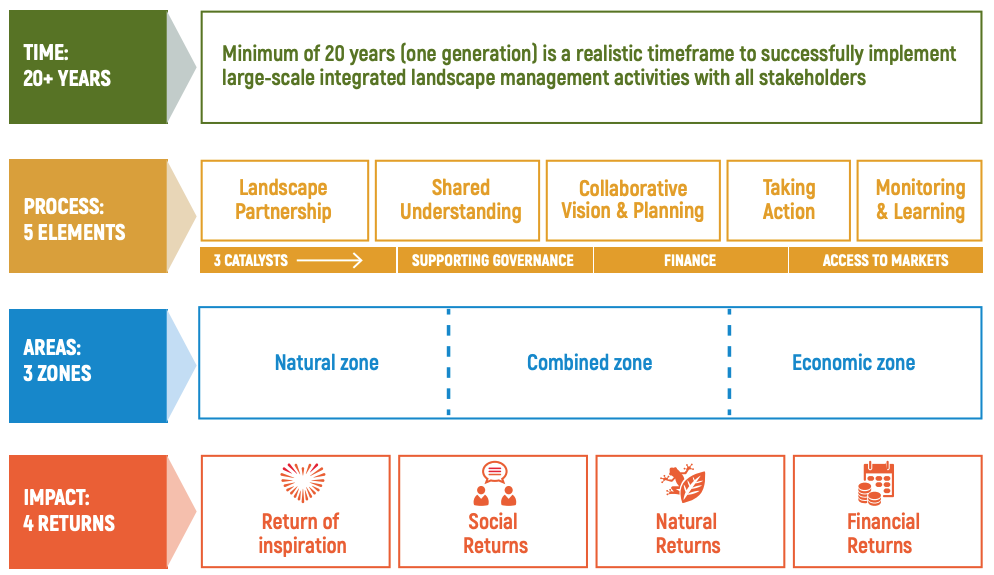 TIME:
20+ YEARS
Minimum of 20 years (one generation) is a realistic timeframe to successfully implement
large-scale integrated landscape management activities with all stakeholders
PROCESS:
5 ELEMENTS
Landscape
Partnership
Shared
Understanding
Collaborative
Vision & Planning
Taking
Action
Monitoring
& Learning
3 CATALYSTS
SUPPORTING GOVERNANCE
FINANCE
ACCESS TO MARKETS
AREAS:
3 ZONES
Natural zone
Combined zone
Economic zone
IMPACT:
4 RETURNS
Return of
inspiration
Social
Returns
Natural
Returns
Financial
Returns